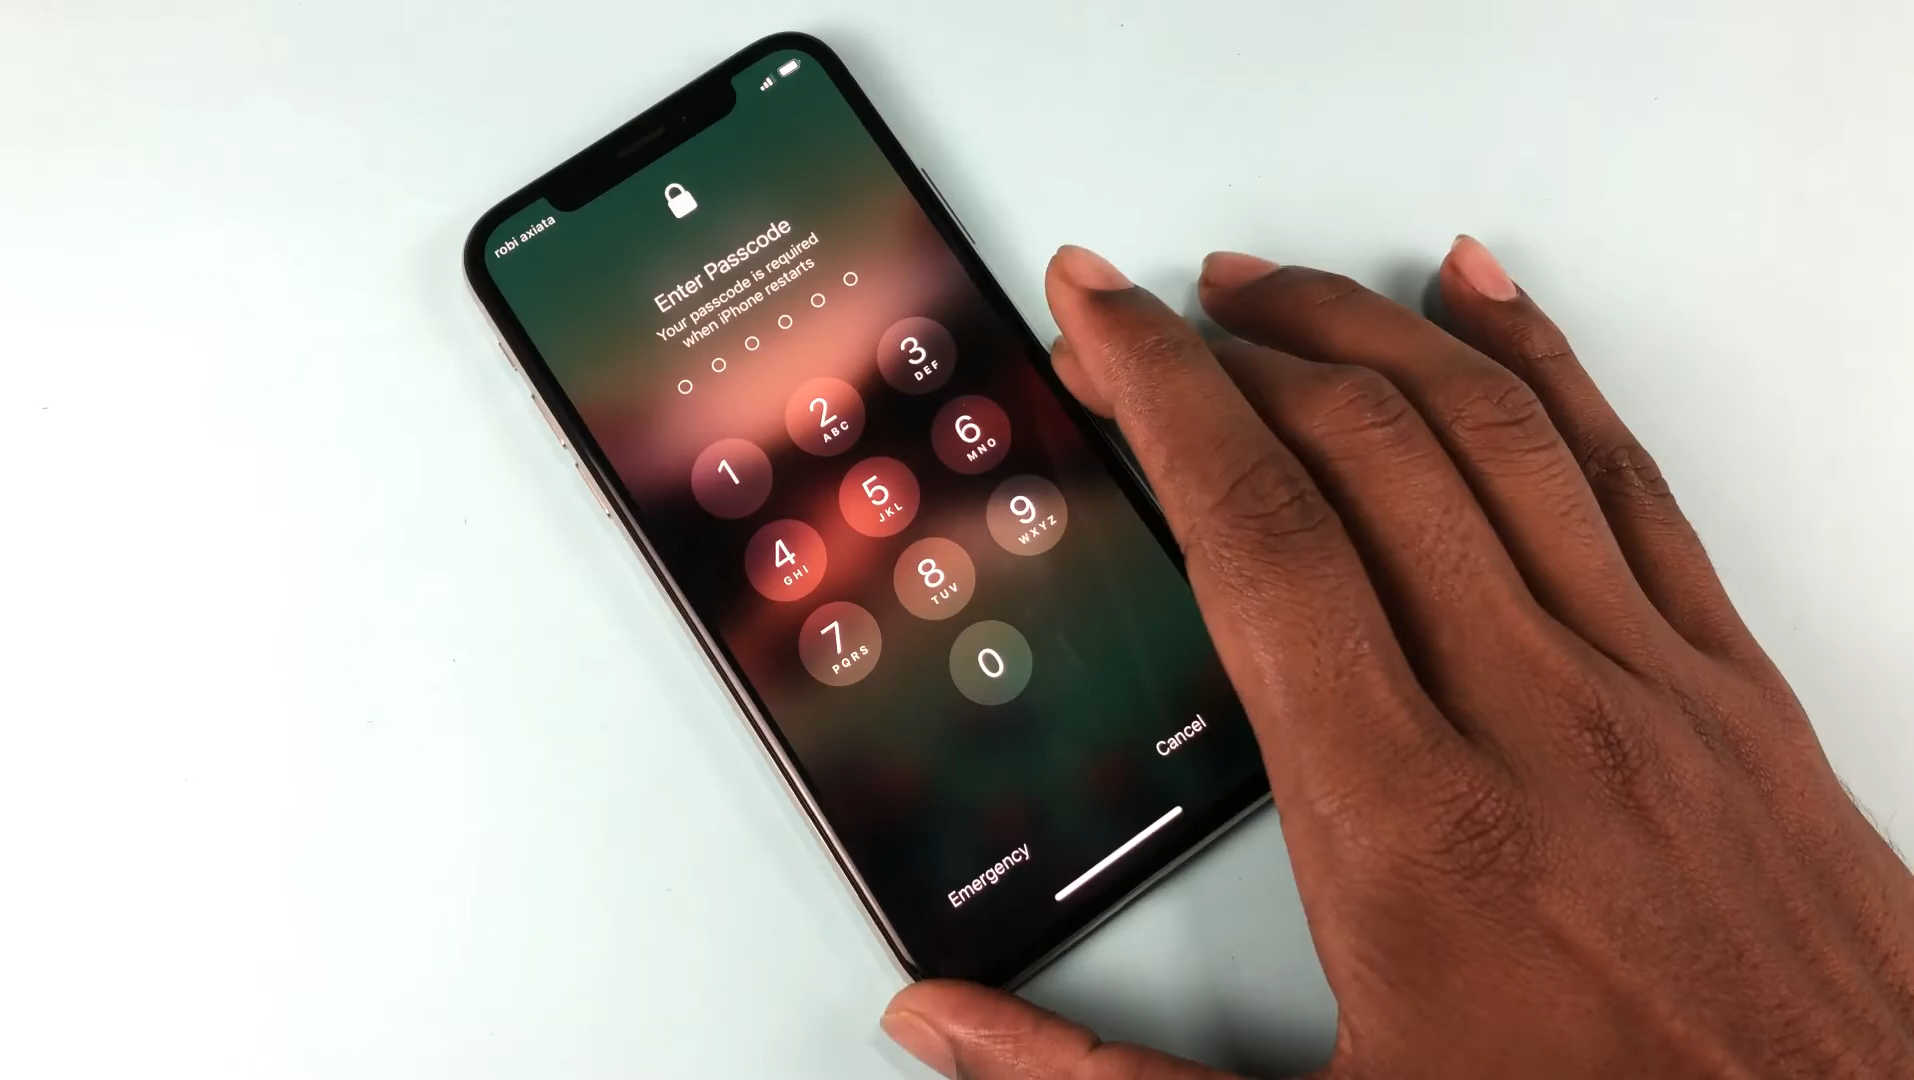 robi axiata
Enter Passcode
Your passcode is required
when iPhone restarts
1
2
ABC
3
DEF
4
GHI
5
JKL
6
MNO
7
PQRS
8
TUV
9
WXYZ
0
Emergency
Cancel